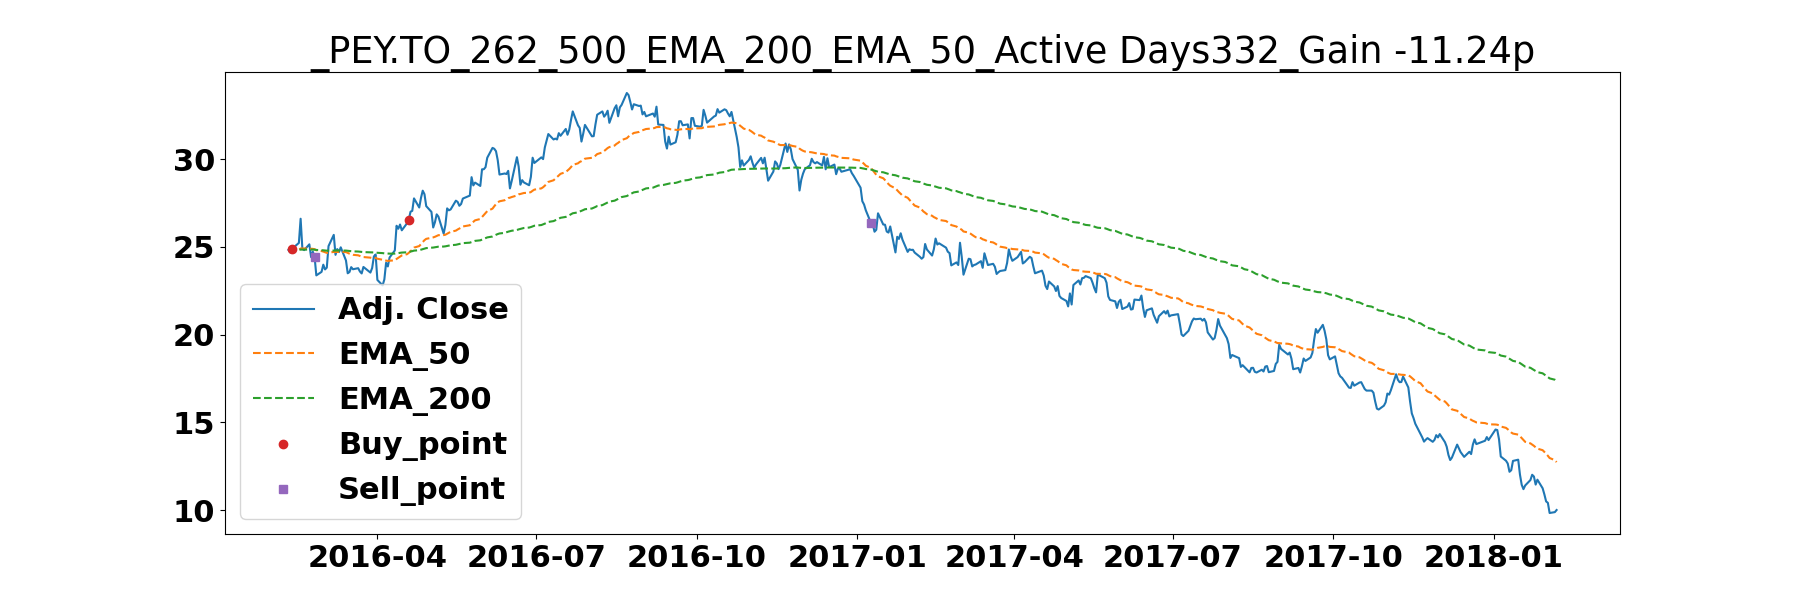 _PEY.TO_262_500_EMA_200_EMA_50_Active Days332_Gain -11.24p
30
25
20
15
10
Adj. Close
EMA_50
EMA_200
Buy_point
Sell_point
2016-04 2016-07 2016-10 2017-01 2017-04 2017-07 2017-10 2018-01